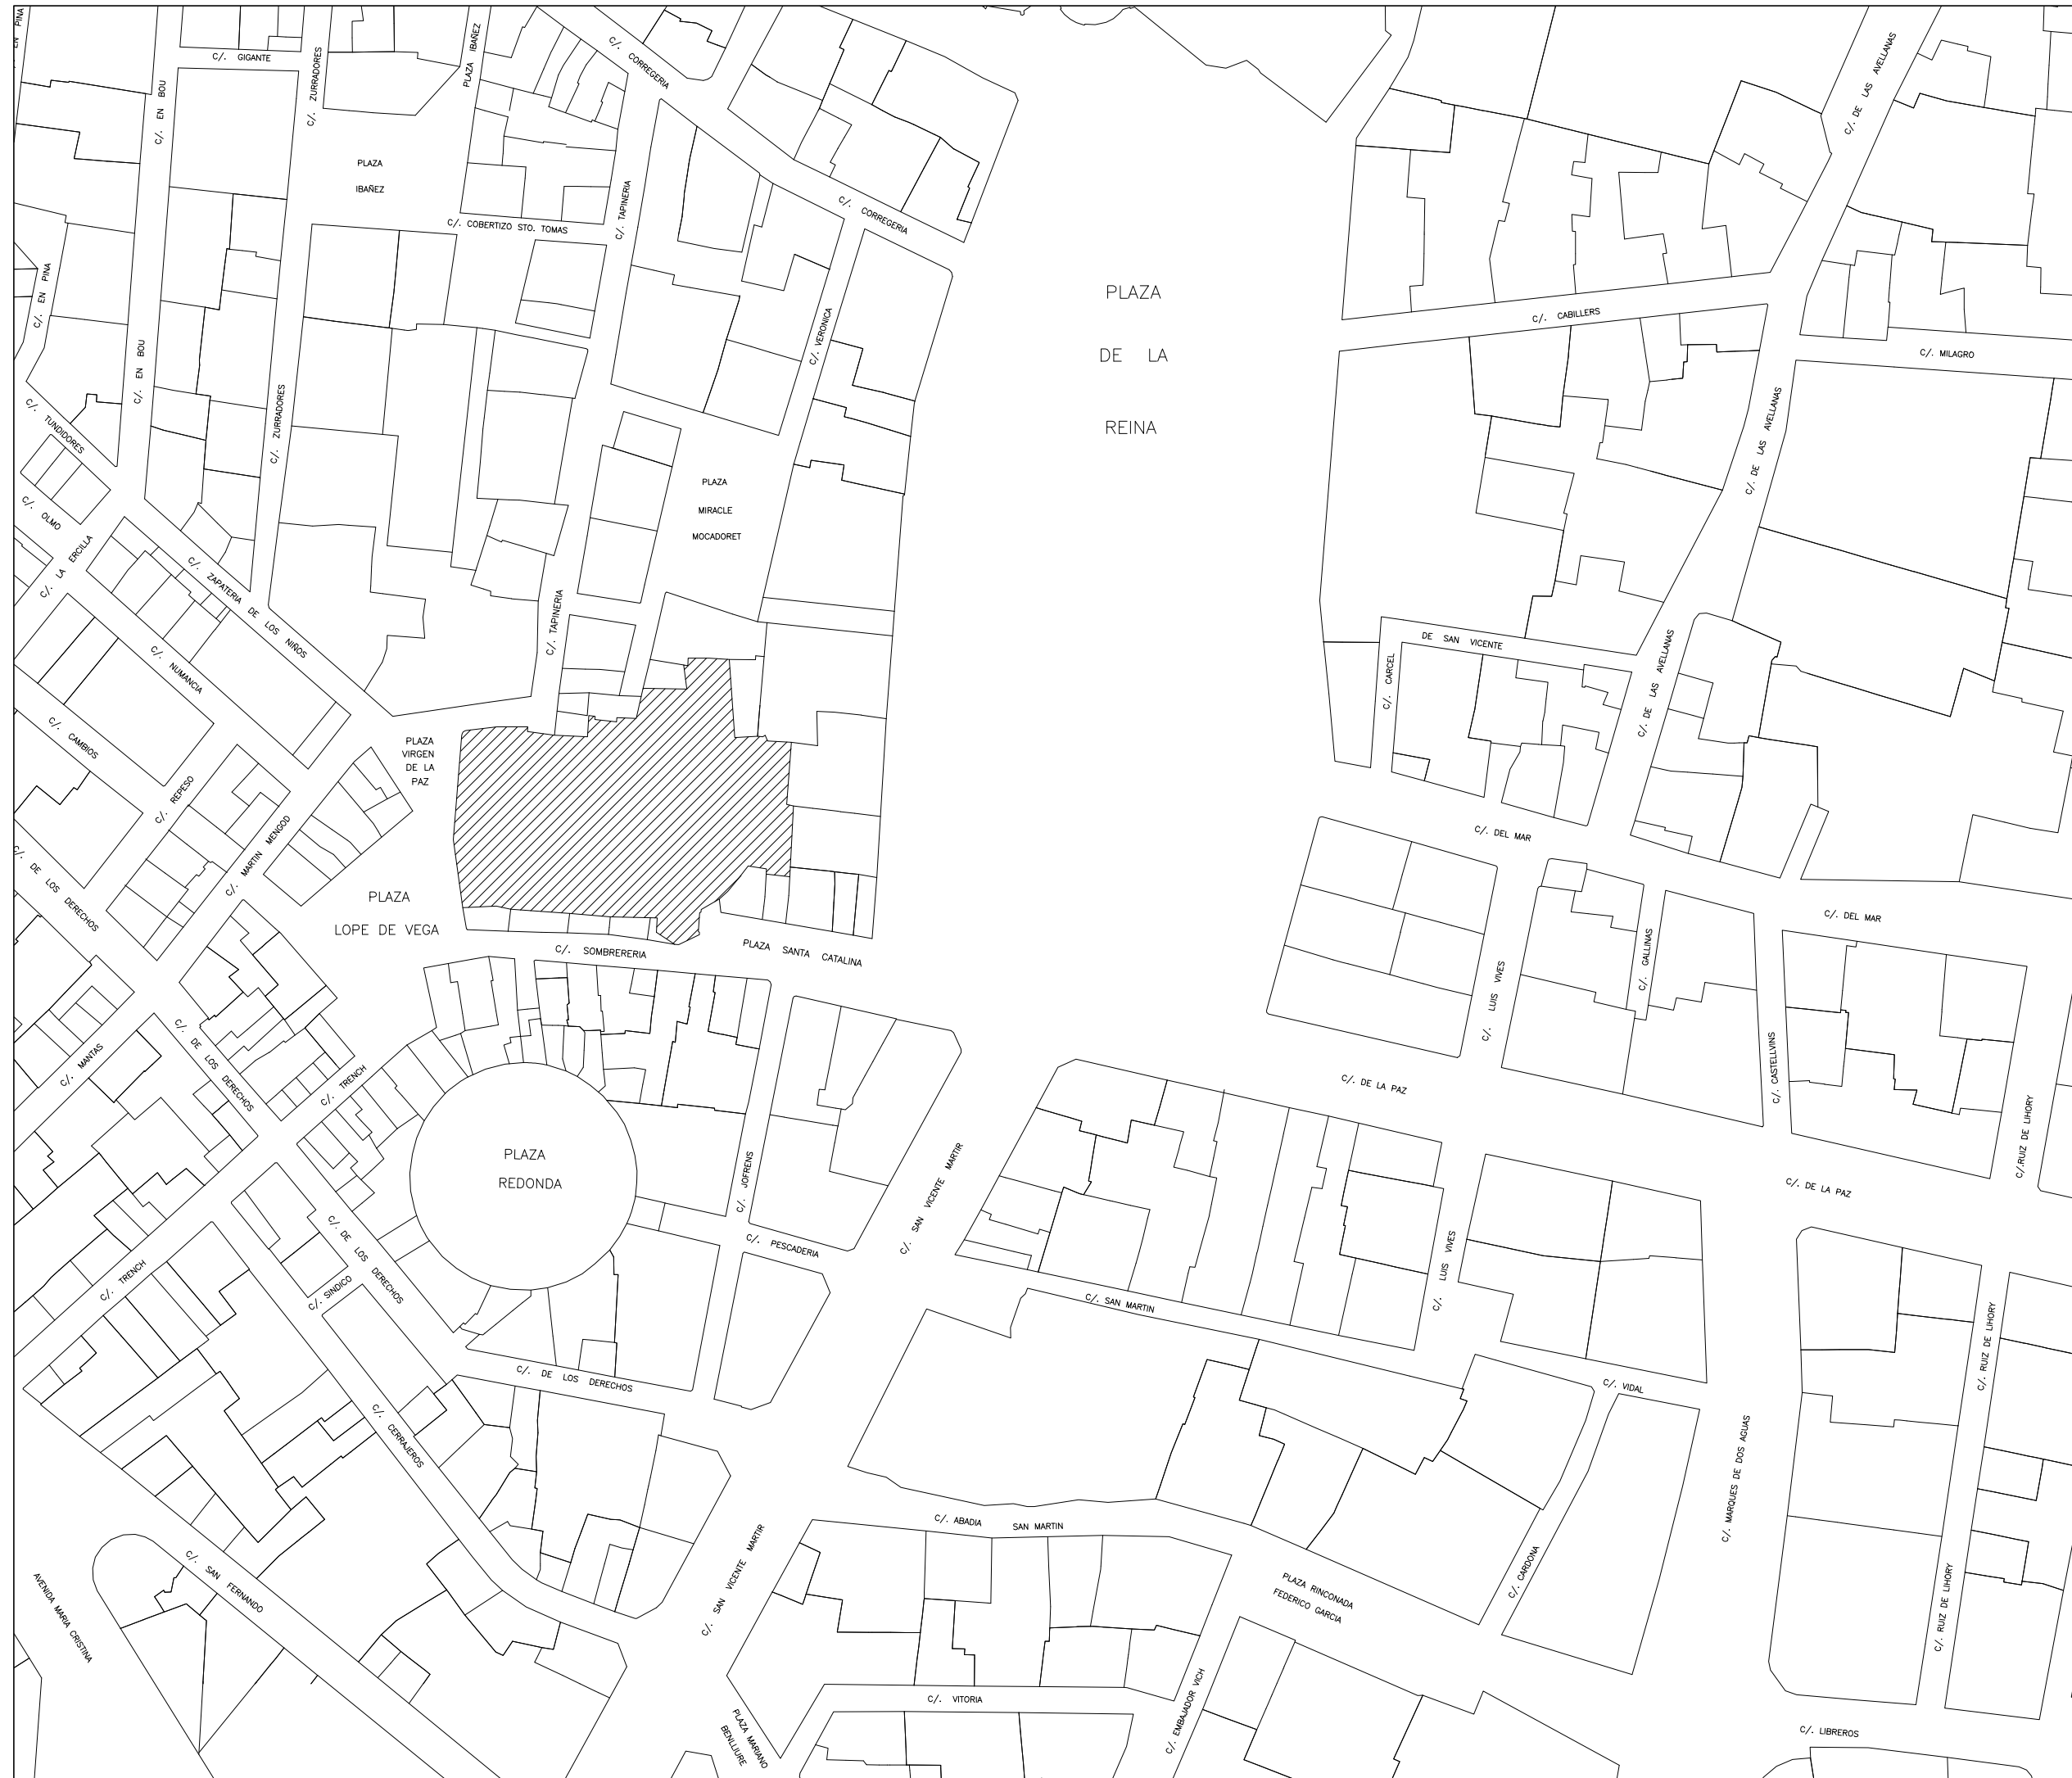 EN PINA
C/. GIGANTE
C/. EN BOU
C/. ZURRADORES
PLAZA IBAÑEZ
C/. CORREGERIA
C/. DE LAS AVELLANAS
PLAZA
IBAÑEZ
C/. TAPINERIA
C/. COBERTIZO STO. TOMAS
C/. CORREGERIA
C/. EN PINA
C/. EN BOU
C/. ZURRADORES
C/. VERONICA
PLAZA
DE LA
REINA
C/. CABILLERS
C/. MILAGRO
C/. DE LAS AVELLANAS
C/. TUNDIDORES
C/. OLMO
C/. LA ERCILLA
C/. ZAPATERIA DE LOS NIÑOS
PLAZA
MIRACLE
MOCADORET
C/. TAPINERIA
C/. NUMANCIA
C/. CAMBIOS
DE SAN VICENTE
C/. CARCEL
C/. DE LAS AVELLANAS
PLAZA
VIRGEN
DE LA
PAZ
C/. REPESO
C/. MARTIN MENGOD
C/. DE LOS DERECHOS
PLAZA
LOPE DE VEGA
C/. SOMBRERERIA
PLAZA SANTA CATALINA
C/. DEL MAR
C/. DEL MAR
C/. LUIS VIVES
C/. GALLINAS
C/. CASTELLVINS
C/. MANTAS
C/. DE LOS DERECHOS
C/. TRENCH
C/. DE LA PAZ
C/.RUIZ DE LIHORY
PLAZA
REDONDA
C/. JOFRENS
C/. PESCADERIA
C/. SAN VICENTE MARTIR
C/. DE LA PAZ
C/. TRENCH
C/. SINDICO
C/. DE LOS DERECHOS
C/. SAN MARTIN
C/. LUIS VIVES
C/. DE LOS DERECHOS
C/. CERRAJEROS
C/. VIDAL
C/. RUIZ DE LIHORY
C/. MARQUES DE DOS AGUAS
C/. ABADIA SAN MARTIN
C/. SAN VICENTE MARTIR
C/. SAN FERNANDO
AVENIDA MARIA CRISTINA
PLAZA RINCONADA
FEDERICO GARCIA
C/. CARDONA
C/. RUIZ DE LIHORY
C/. VITORIA
C/. EMBAJADOR VICH
PLAZA MARIANO
BENLLIURE
C/. LIBREROS